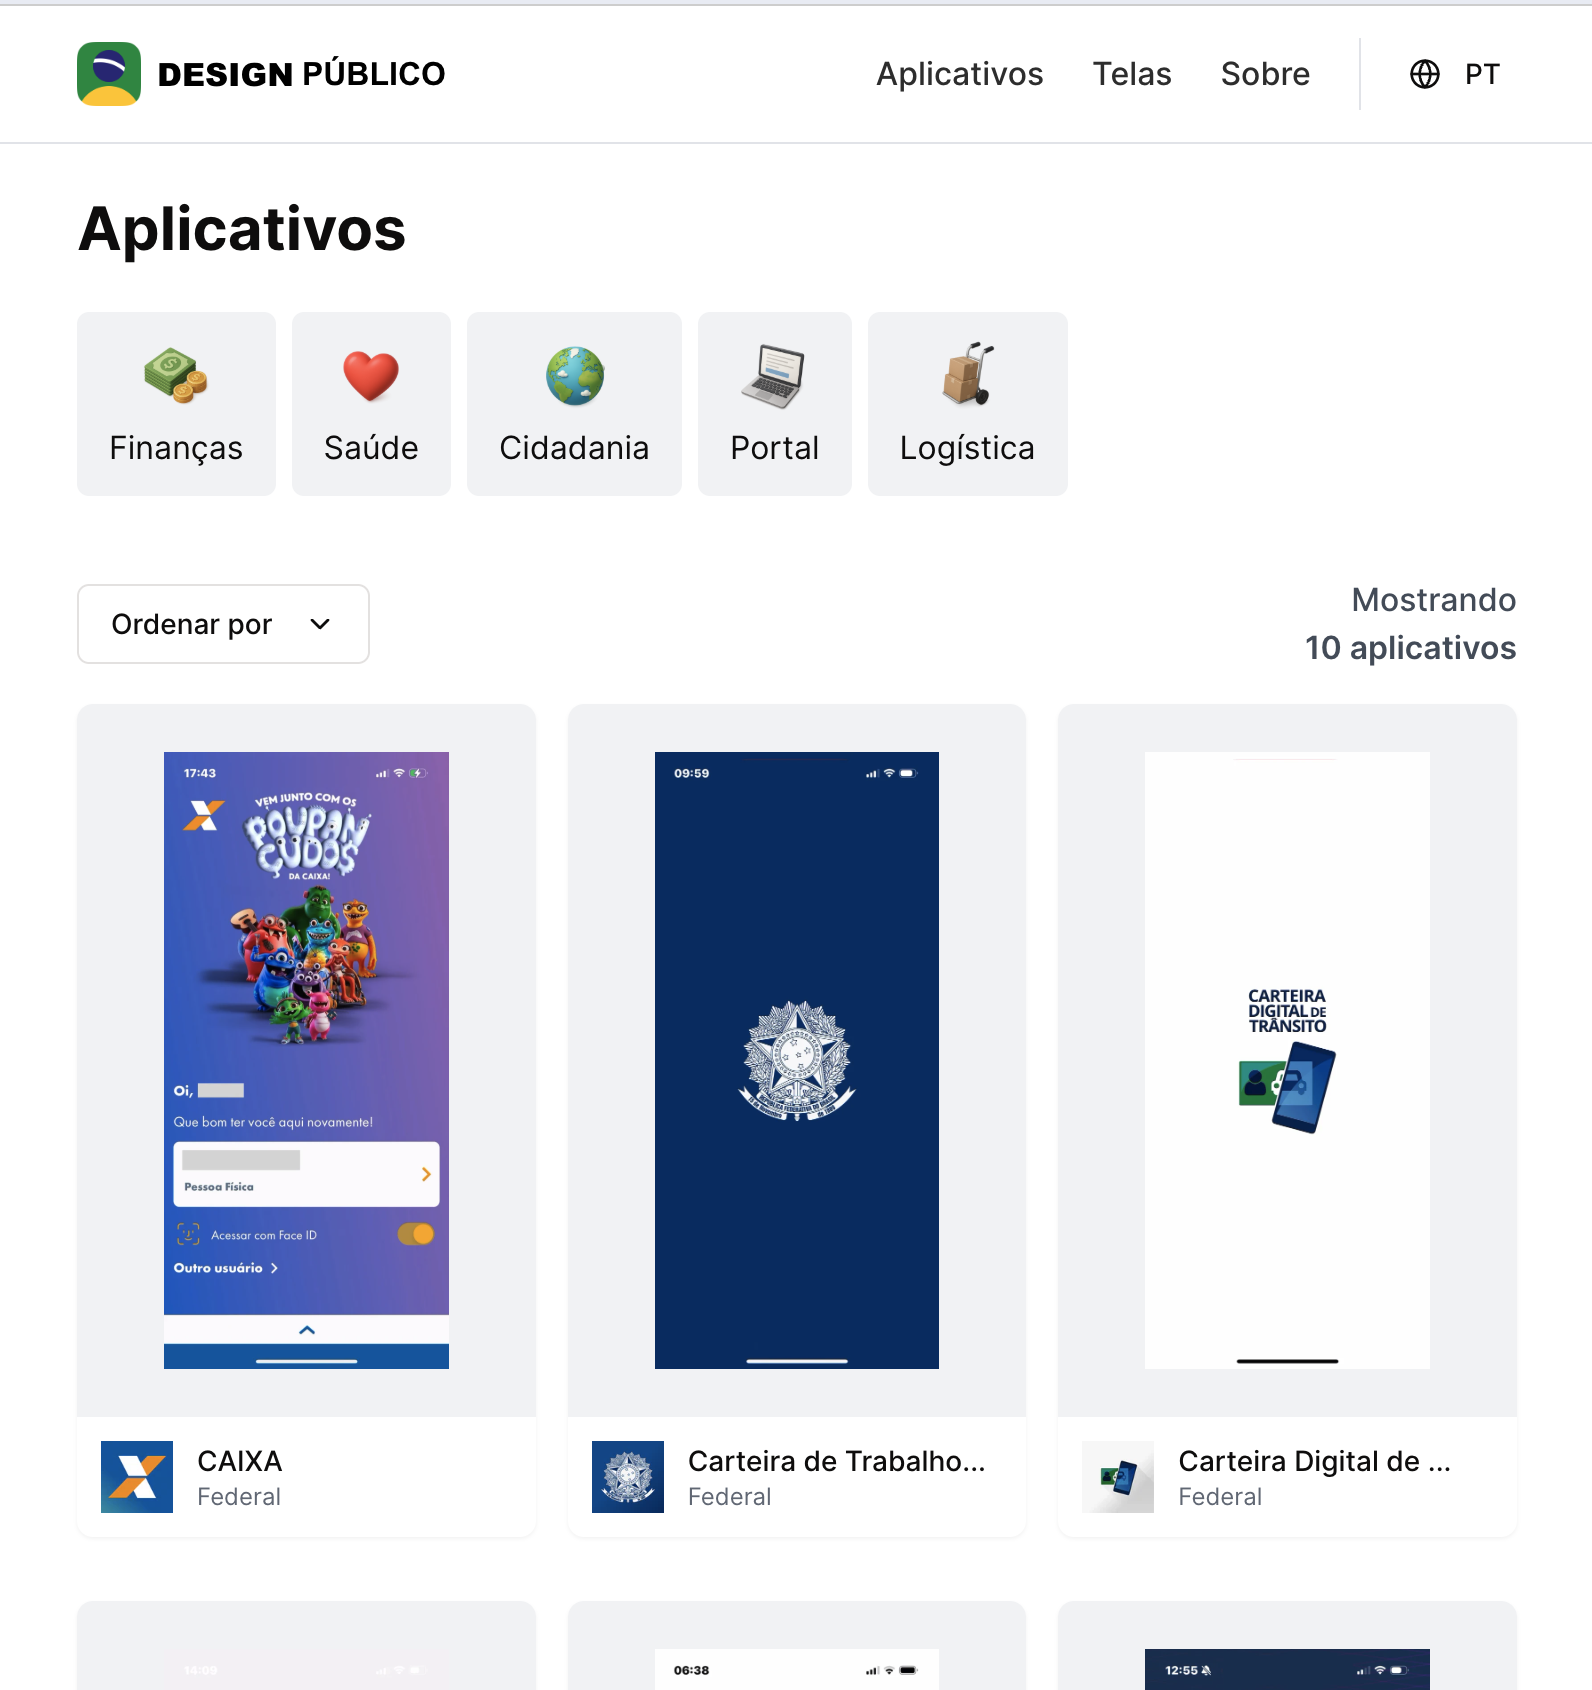 DESIGN PÚBLICO
Aplicativos
Telas
Sobre
PT
Aplicativos
Finanças
Saúde
Cidadania
Portal
Logística
Ordenar por
Mostrando
10 aplicativos
17:43
VEM JUNTO COM OS
POUPAN
ÇUDOS
DA CAIXA!
Oi,
Que bom ter você aqui novamente!
Pessoa Física
Acessar com Face ID
Outro usuário
CAIXA
Federal
09:59
Carteira de Trabalho...
Federal
CARTEIRA
DIGITAL DE
TRÂNSITO
Carteira Digital de ...
Federal
14:09
06:38
12:55